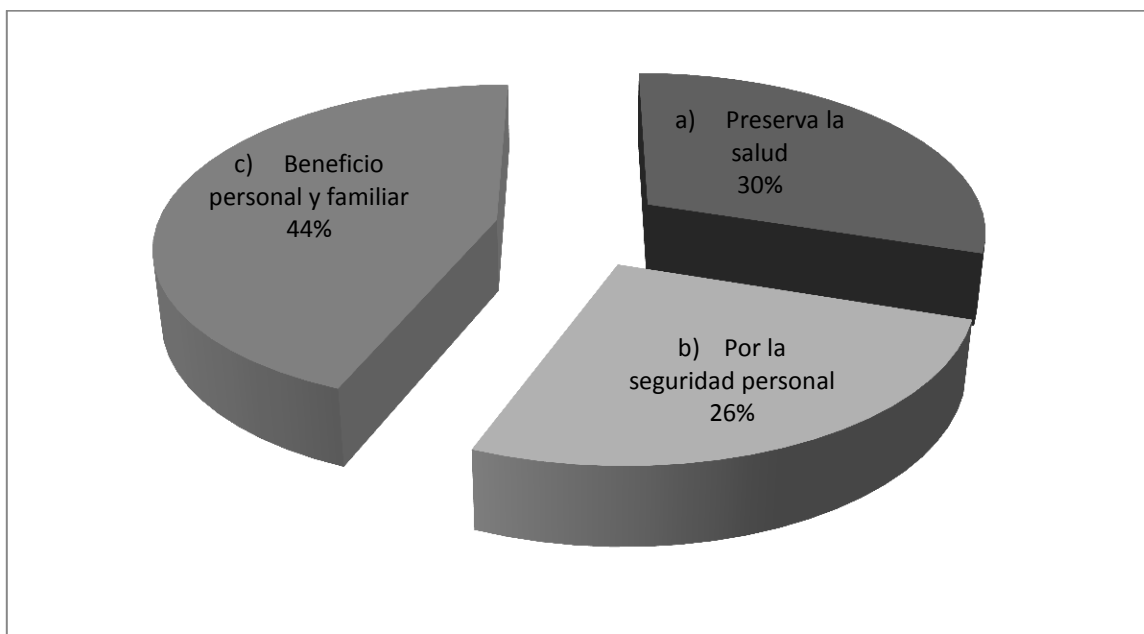 a) Preserva la
salud
30%
b) Por la
seguridad personal
26%
c) Beneficio
personal y familiar
44%